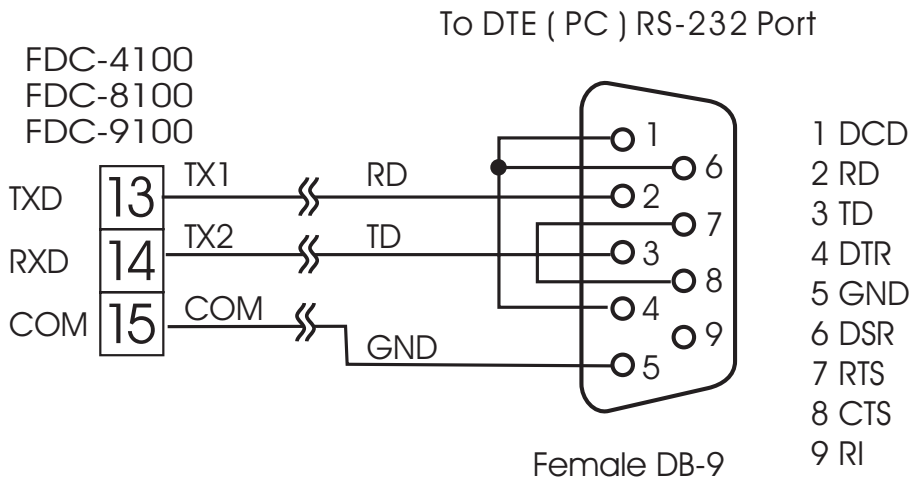 To DTE ( PC ) RS-232 Port
FDC-4100
FDC-8100
FDC-9100
TXD 13 TX1 RD
RXD 14 TX2 TD
COM 15 COM GND
1
6
2
7
3
8
4
9
5
1 DCD
2 RD
3 TD
4 DTR
5 GND
6 DSR
7 RTS
8 CTS
9 RI
Female DB-9